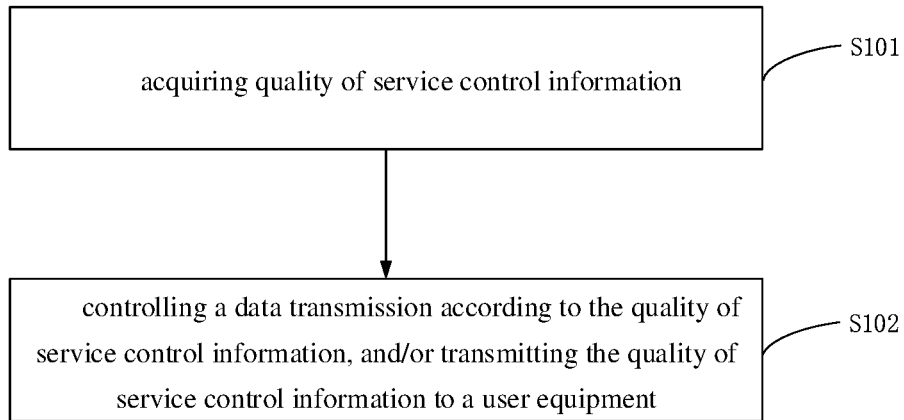 acquiring quality of service control information
S101
controlling a data transmission according to the quality of
service control information, and/or transmitting the quality of
service control information to a user equipment
S102